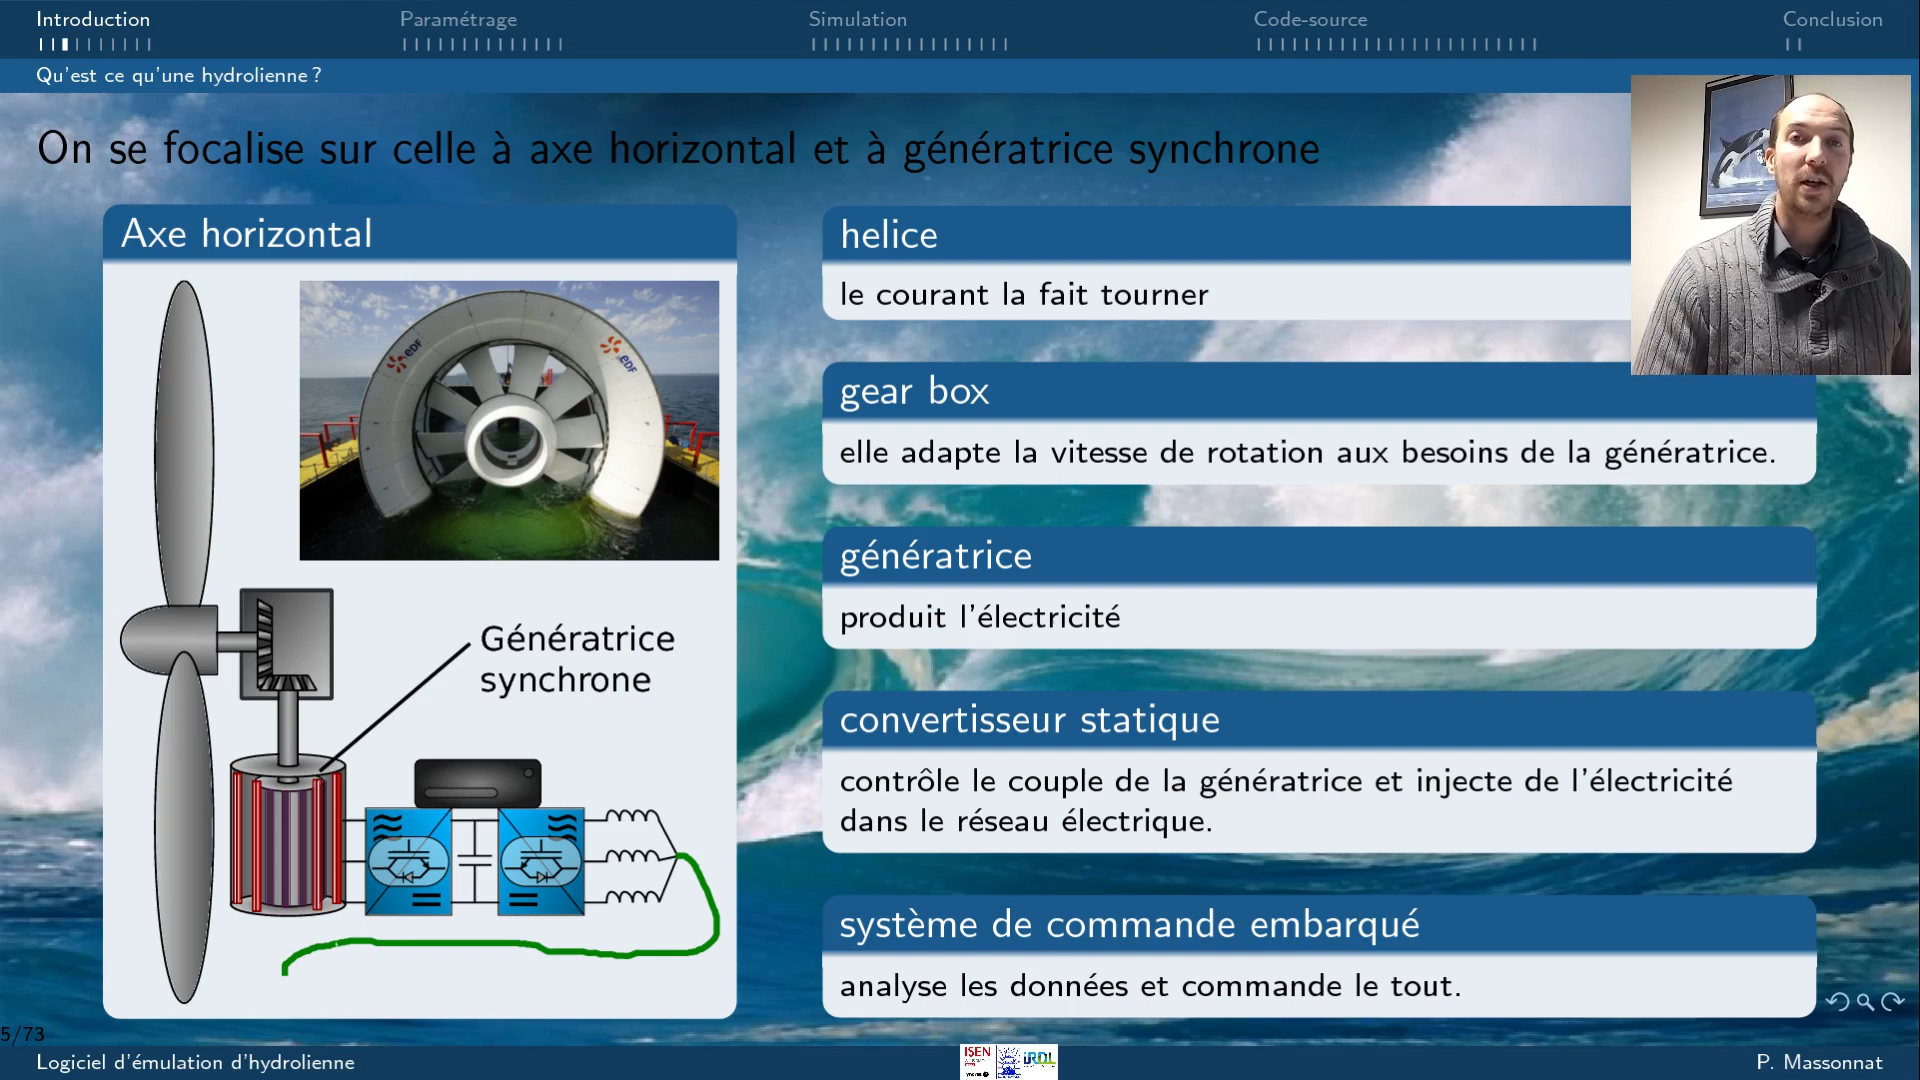 Introduction
Paramétrage
Simulation
Code-source
Conclusion
Qu'est ce qu'une hydrolienne ?
On se focalise sur celle à axe horizontal et à génératrice synchrone
Axe horizontal
eDF
eDF
Génératrice
synchrone
helice
le courant la fait tourner
gear box
elle adapte la vitesse de rotation aux besoins de la génératrice.
génératrice
produit l'électricité
convertisseur statique
contrôle le couple de la génératrice et injecte de l'électricité
dans le réseau électrique.
système de commande embarqué
analyse les données et commande le tout.
5/73
Logiciel d'émulation d'hydrolienne
ISEN
iRDL
P. Massonnat